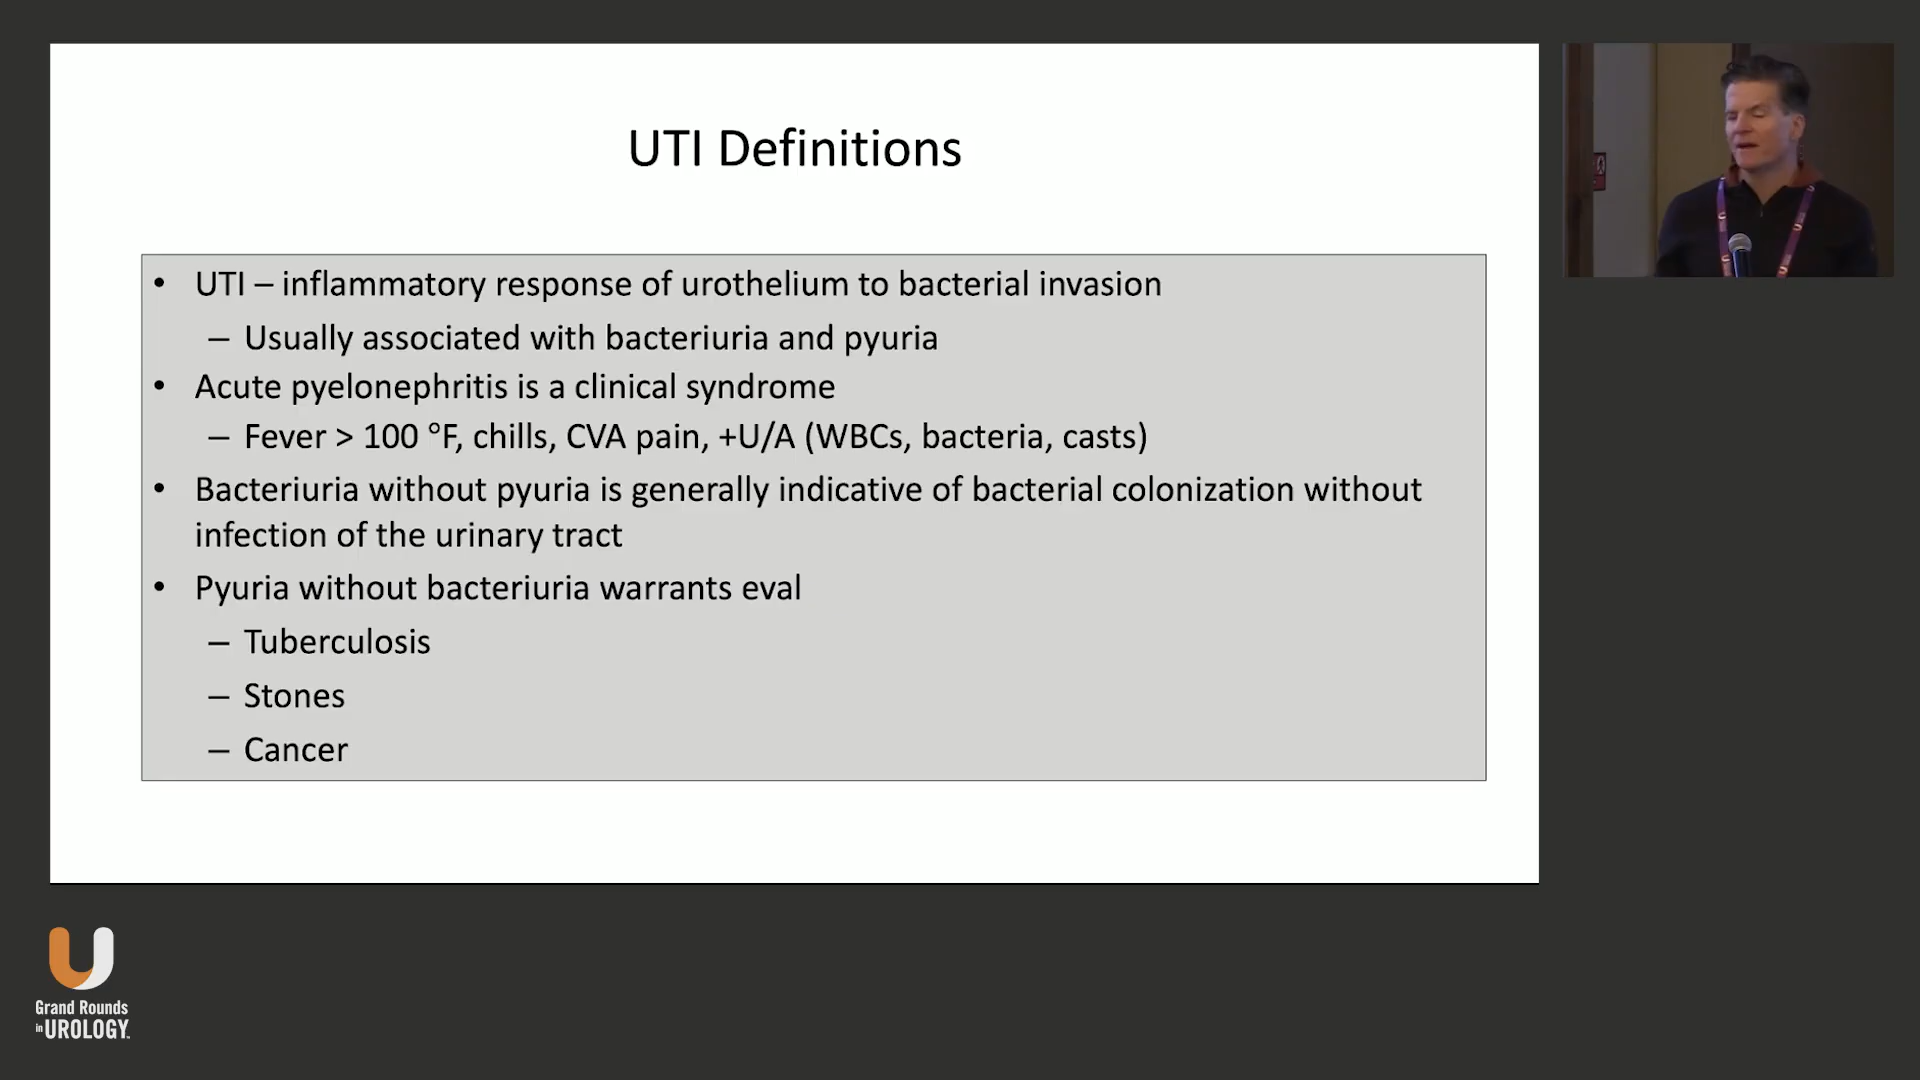 UTI Definitions
• UTI – inflammatory response of urothelium to bacterial invasion
– Usually associated with bacteriuria and pyuria
• Acute pyelonephritis is a clinical syndrome
– Fever > 100 °F, chills, CVA pain, +U/A (WBCs, bacteria, casts)
• Bacteriuria without pyuria is generally indicative of bacterial colonization without
infection of the urinary tract
• Pyuria without bacteriuria warrants eval
– Tuberculosis
– Stones
– Cancer
Grand Rounds
in UROLOGY™